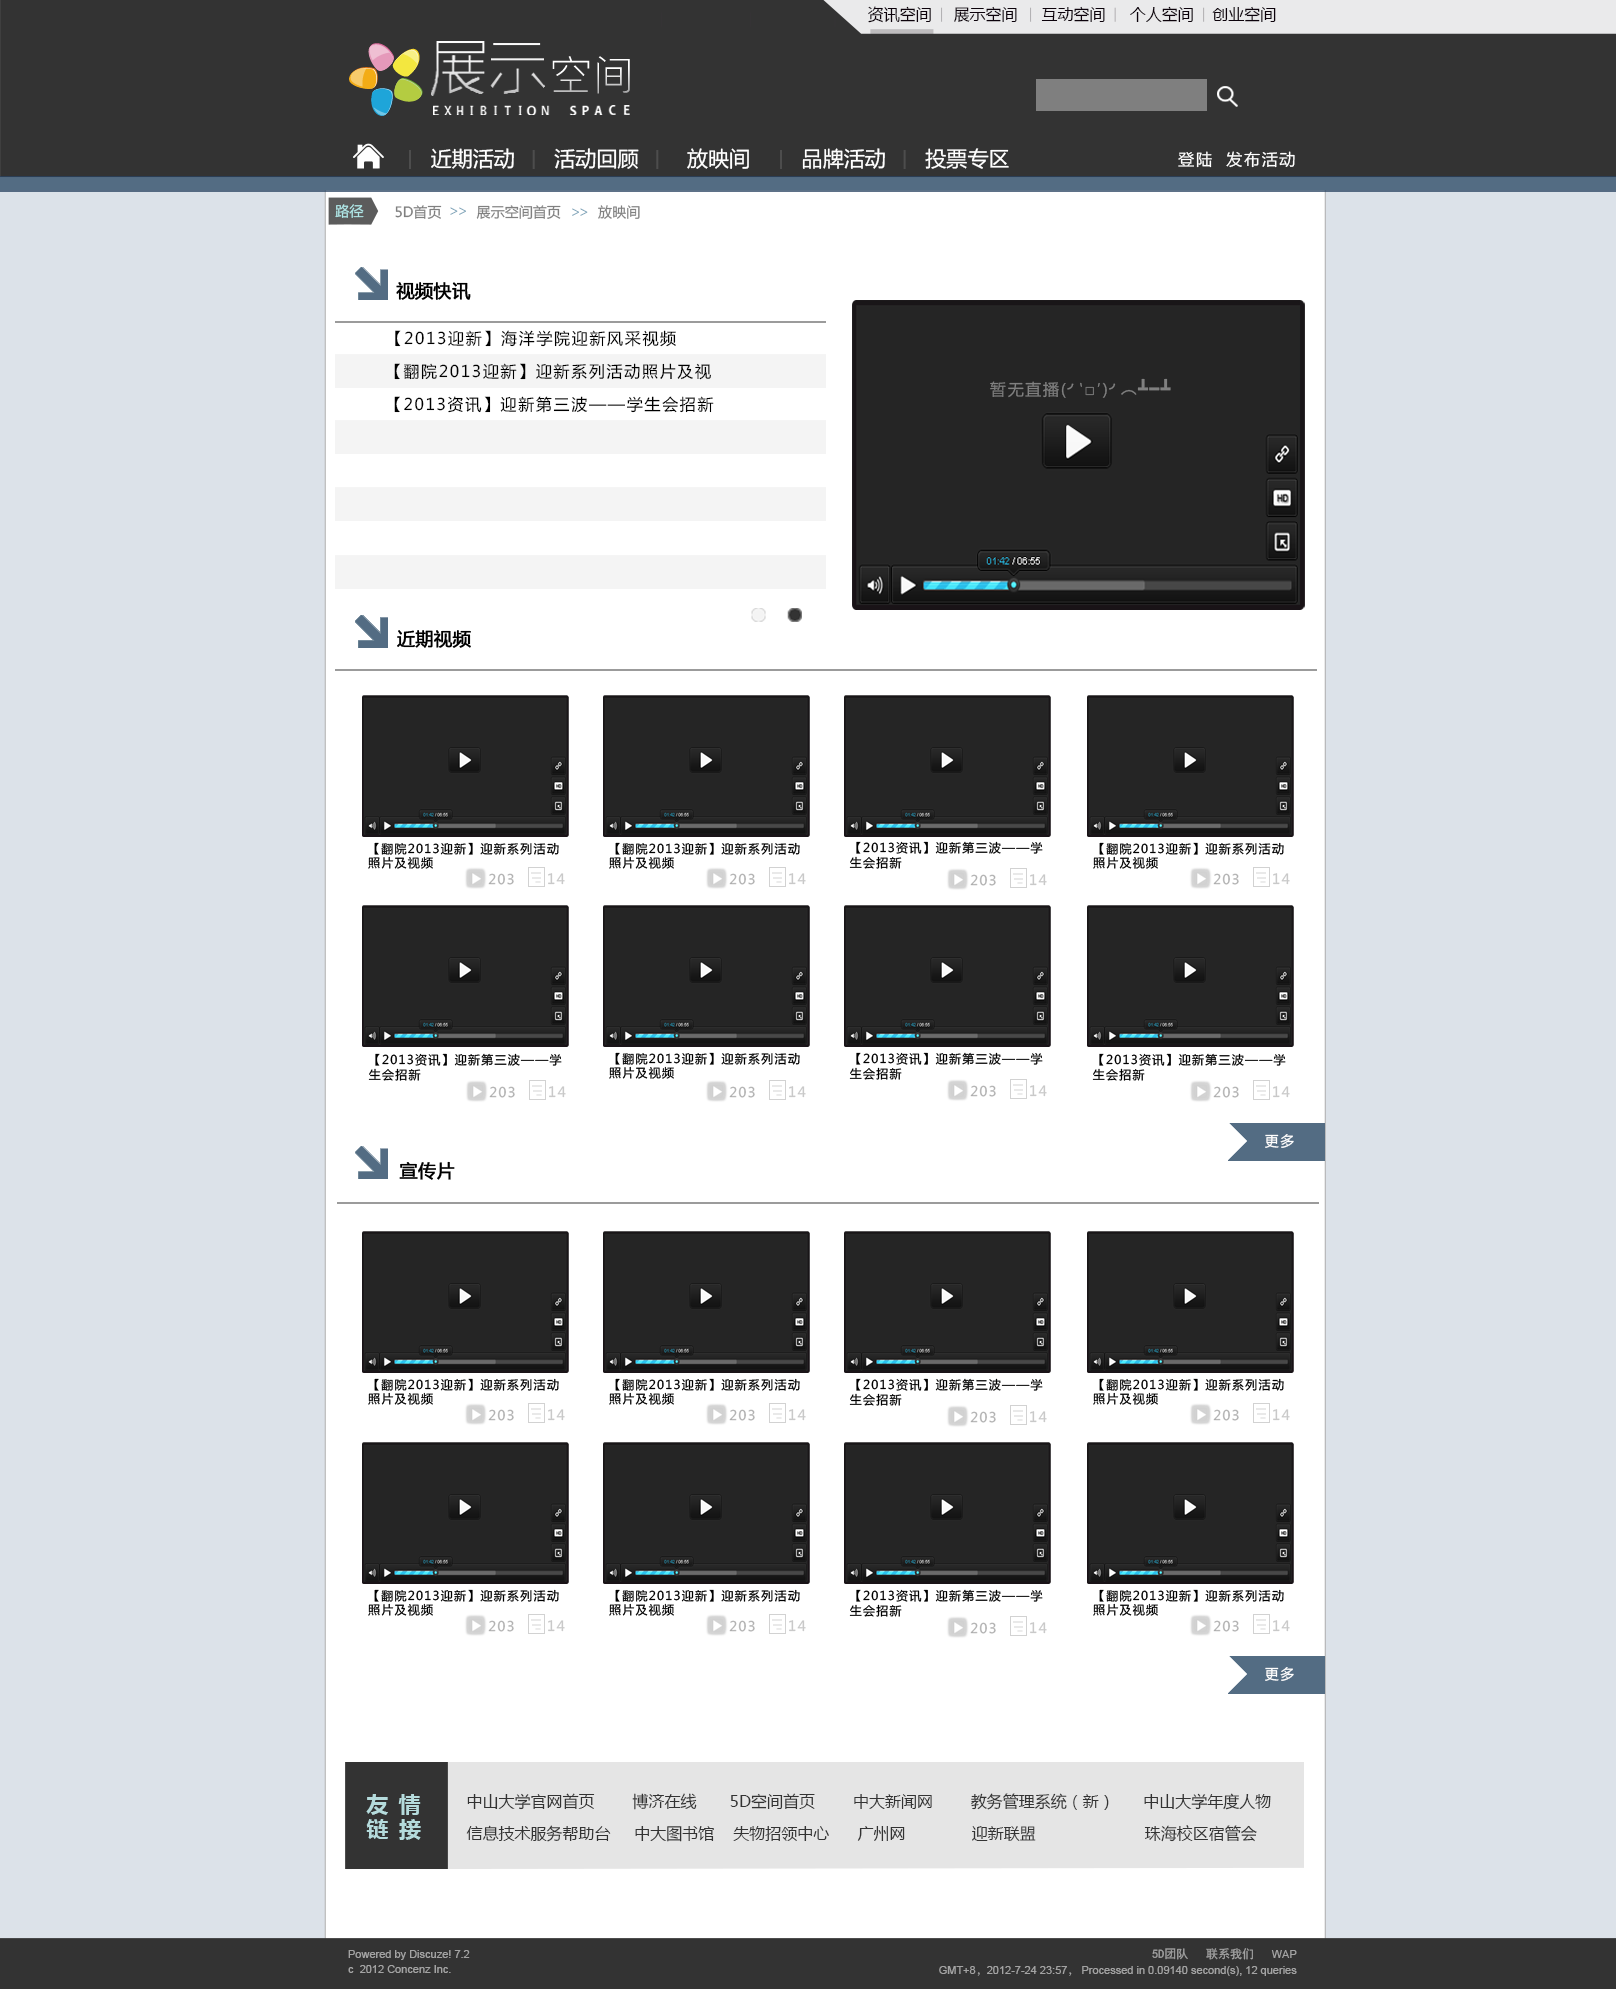 资讯空间 展示空间 互动空间 个人空间 创业空间
展示空间
EXHIBITION SPACE
近期活动 活动回顾 放映间 品牌活动 投票专区 登陆 发布活动
路径 5D首页 >> 展示空间首页 >> 放映间
视频快讯
【2013迎新】海洋学院迎新风采视频
【翻院2013迎新】迎新系列活动照片及视
【2013资讯】迎新第三波——学生会招新
暂无直播(╯‵□′)╯︵┻━┻
HD
01:42 / 06:55
近期视频
【翻院2013迎新】迎新系列活动
照片及视频
203 14
【翻院2013迎新】迎新系列活动
照片及视频
203 14
【2013资讯】迎新第三波——学
生会招新
203 14
【翻院2013迎新】迎新系列活动
照片及视频
203 14
【2013资讯】迎新第三波——学
生会招新
203 14
【翻院2013迎新】迎新系列活动
照片及视频
203 14
【2013资讯】迎新第三波——学
生会招新
203 14
【2013资讯】迎新第三波——学
生会招新
203 14
更多
宣传片
【翻院2013迎新】迎新系列活动
照片及视频
203 14
【翻院2013迎新】迎新系列活动
照片及视频
203 14
【2013资讯】迎新第三波——学
生会招新
203 14
【翻院2013迎新】迎新系列活动
照片及视频
203 14
【翻院2013迎新】迎新系列活动
照片及视频
203 14
【翻院2013迎新】迎新系列活动
照片及视频
203 14
【2013资讯】迎新第三波——学
生会招新
203 14
【翻院2013迎新】迎新系列活动
照片及视频
203 14
更多
友情
链接
中山大学官网首页 博济在线 5D空间首页 中大新闻网 教务管理系统（新） 中山大学年度人物
信息技术服务帮助台 中大图书馆 失物招领中心 广州网 迎新联盟 珠海校区宿管会
Powered by Discuze! 7.2
c 2012 Concenz Inc.
5D团队 联系我们 WAP
GMT+8，2012-7-24 23:57， Processed in 0.09140 second(s), 12 queries